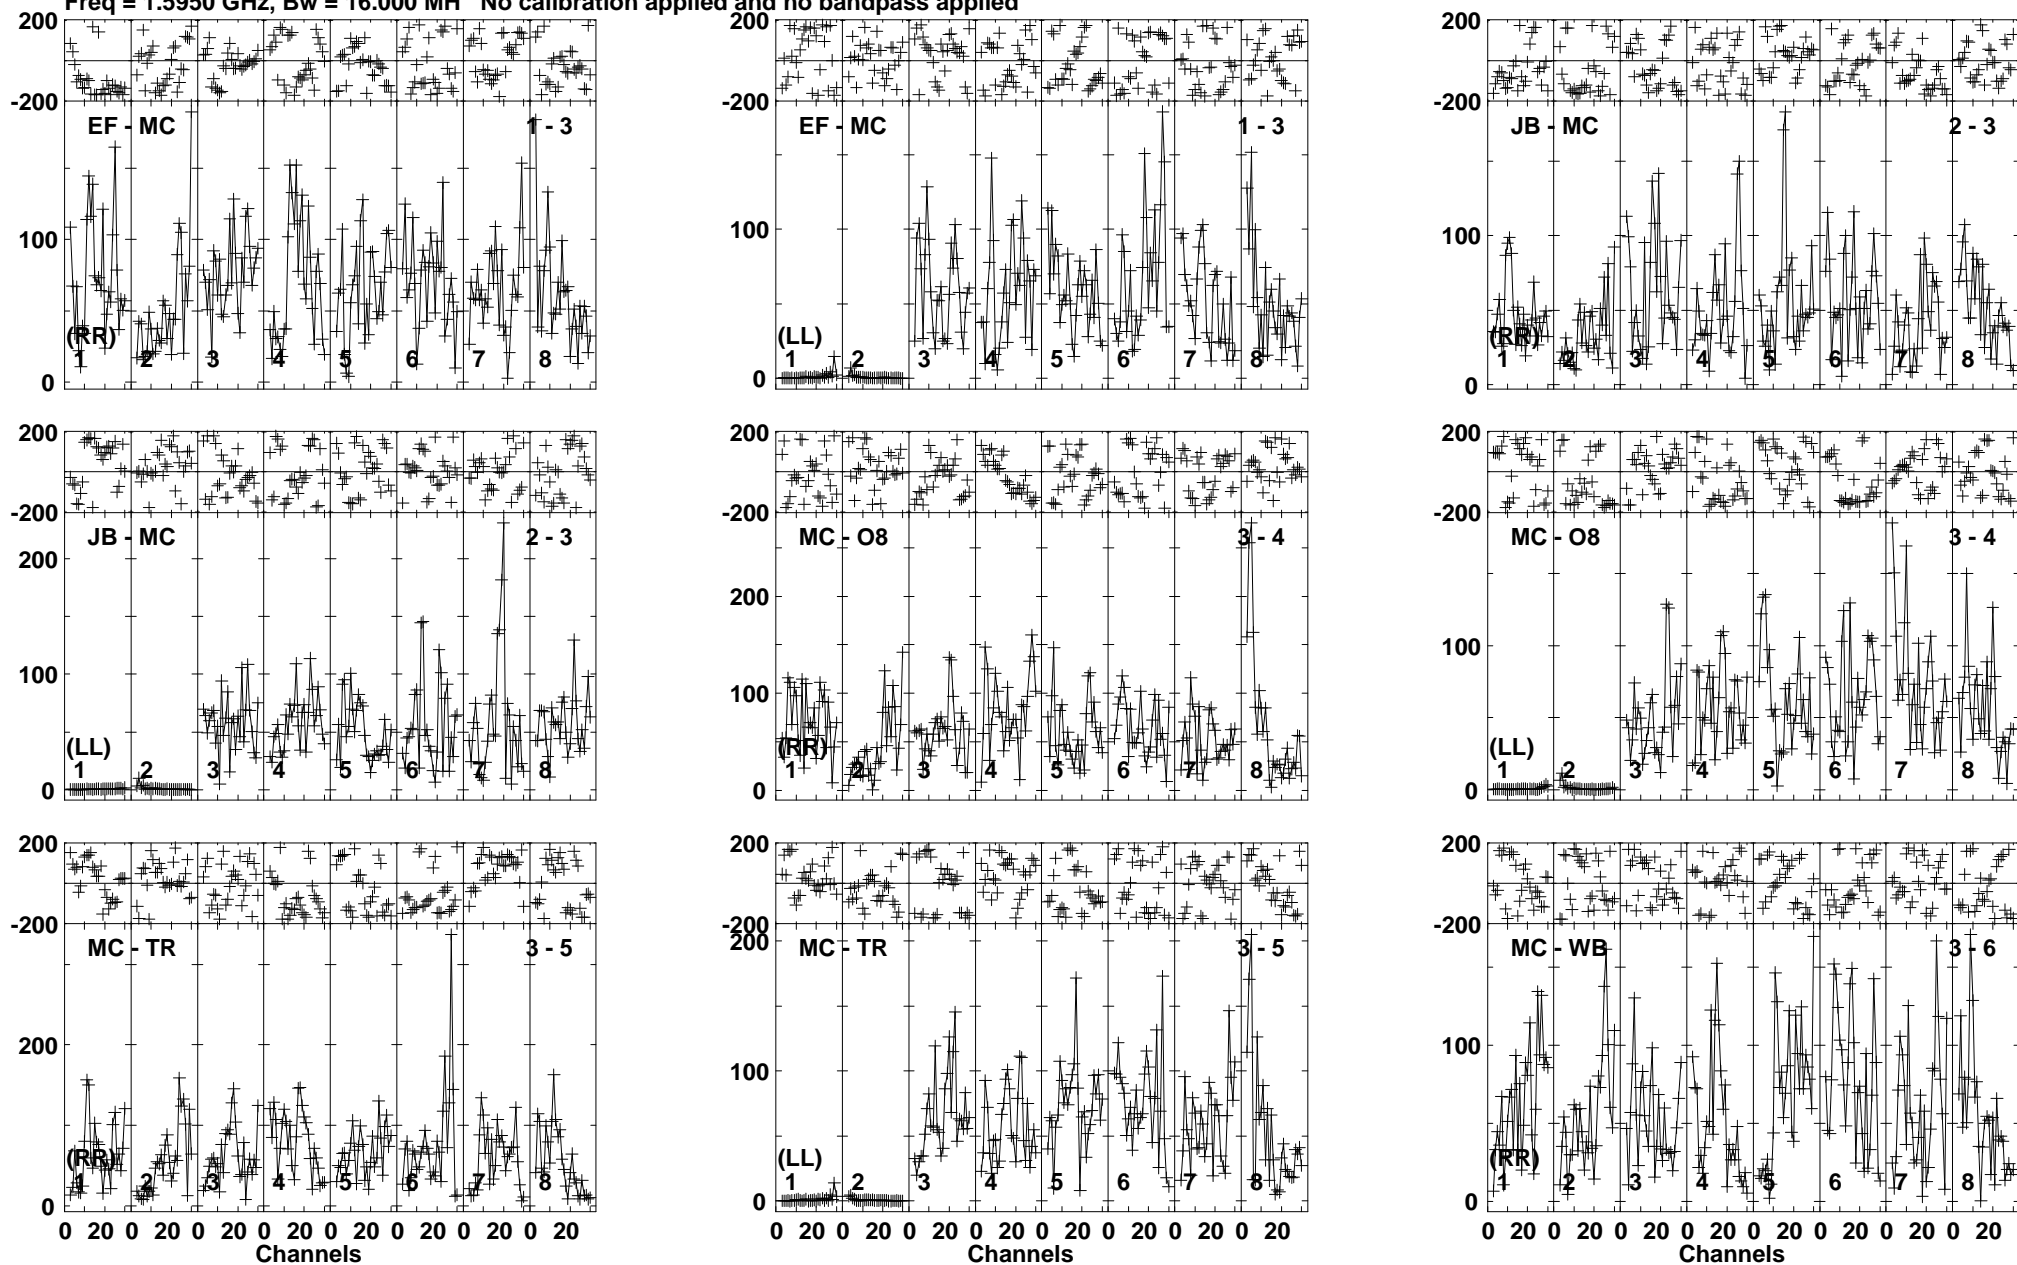 Freq = 1.5950 GHz, Bw = 16.000 MH No calibration applied and no bandpass applied
200 200 200
-200 -200 -200
EF - MC 1 - 3 EF - MC 1 - 3 JB - MC 2 - 3
100 100 100
(RR) (LL) (RR)
1 2 3 4 5 6 7 8 1 2 3 4 5 6 7 8 1 2 3 4 5 6 7 8
0 0 0
200 200 200
-200 -200 -200
JB - MC 2 - 3 MC - O8 3 - 4 MC - O8 3 - 4
200 200
100 100 100
(LL) (RR) (LL)
1 2 3 4 5 6 7 8 1 2 3 4 5 6 7 8 1 2 3 4 5 6 7 8
0 0 0
200 200 200
-200 -200 -200
MC - TR 3 - 5 MC - TR 3 - 5 MC - WB 3 - 6
200 200
100 100
(RR) (LL) (RR)
1 2 3 4 5 6 7 8 1 2 3 4 5 6 7 8 1 2 3 4 5 6 7 8
0 0 0
0 20 0 20 0 20 0 20 0 20 0 20 0 20 0 20 0 20 0 20 0 20 0 20 0 20 0 20 0 20 0 20 0 20 0 20 0 20 0 20 0 20 0 20 0 20 0 20
Channels Channels Channels